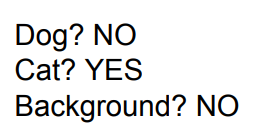 Dog? NO
Cat? YES
Background? NO